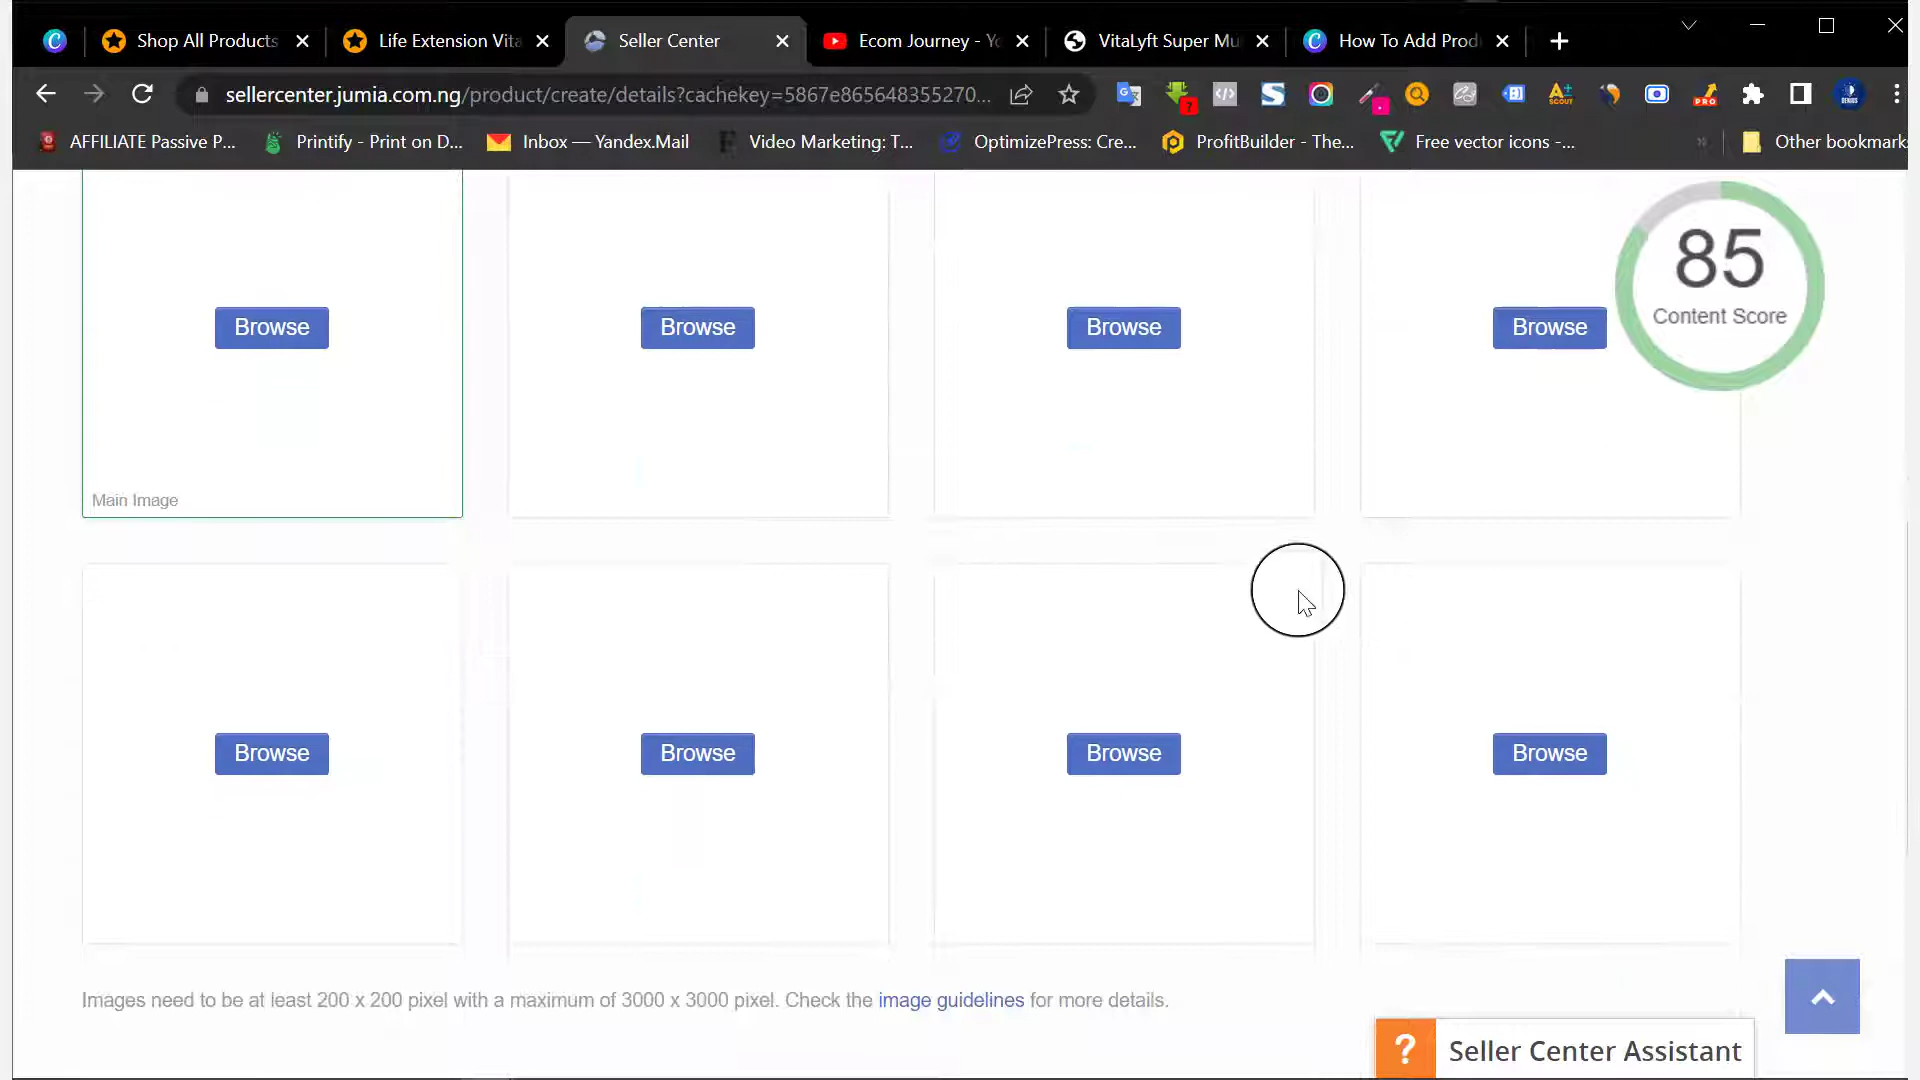 Shop All Products
Life Extension Vita
Seller Center
Ecom Journey - Yo
VitaLyft Super Mu
How To Add Prod
sellercenter.jumia.com.ng/product/create/details?cachekey=5867e865648355270...
AFFILIATE Passive P...
Printify - Print on D...
Inbox — Yandex.Mail
Video Marketing: T...
OptimizePress: Cre...
ProfitBuilder - The...
Free vector icons -...
Other bookmarks
85
Content Score
Browse
Browse
Browse
Browse
Main Image
Browse
Browse
Browse
Browse
Images need to be at least 200 x 200 pixel with a maximum of 3000 x 3000 pixel. Check the image guidelines for more details.
? Seller Center Assistant